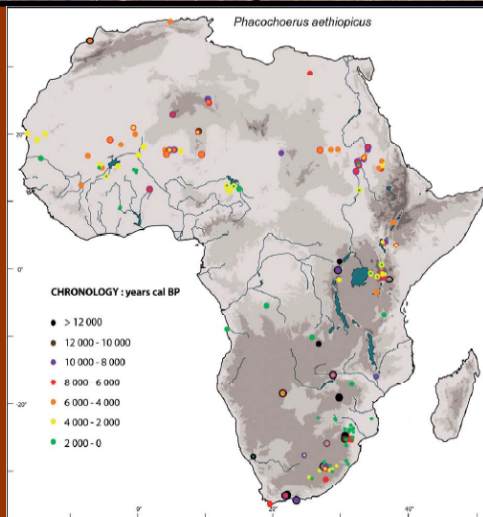 Phacochoerus aethiopicus
20°
0°
CHRONOLOGY : years cal BP
> 12 000
12 000 - 10 000
10 000 - 8 000
8 000 - 6 000
6 000 - 4 000
4 000 - 2 000
2 000 - 0
-20°
0°
20°
40°